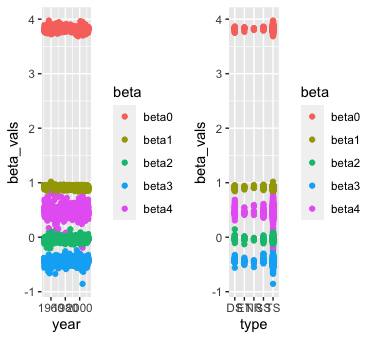 4
3
2
1
0
-1
beta_vals
year
beta
beta0
beta1
beta2
beta3
beta4
4
3
2
1
0
-1
beta_vals
type
beta
beta0
beta1
beta2
beta3
beta4